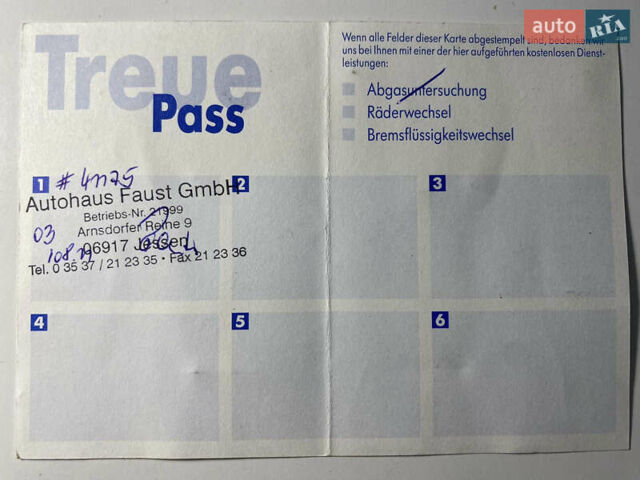 auto RIA
Treue
Pass
Wenn alle Felder dieser Karte abgestempelt sind, bedanken wir
uns bei Ihnen mit einer der hier aufgeführten kostenlosen Dienst-
leistungen:
Abgasuntersuchung
Räderwechsel
Bremsflüssigkeitswechsel
1
2
3
Autohaus Faust GmbH
Betriebs-Nr. 21999
Arnsdorfer Reihe 9
03
06917 Jessen
Tel. 0 35 37 / 21 23 35 • Fax 21 23 36
4
5
6